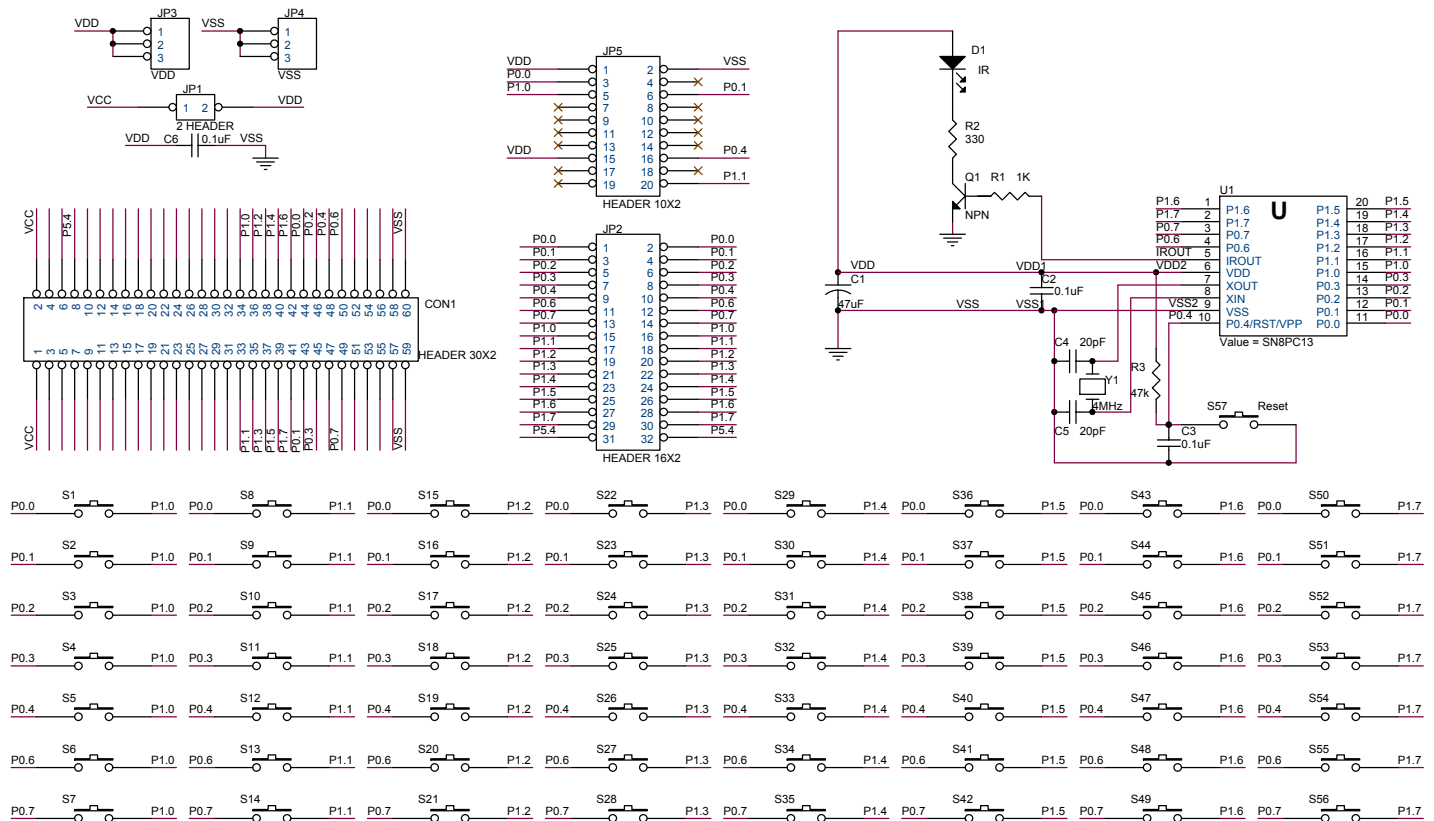 JP3
VDD
1
2
3
VDD
JP4
VSS
1
2
3
VSS
JP1
VCC
1 2
VDD
2 HEADER
VDD C6 0.1uF VSS
JP5
VDD 1 2 VSS
P0.0 3 4
P1.0 5 6 P0.1
7 8
9 10
11 12
13 14
VDD 15 16 P0.4
17 18
19 20 P1.1
HEADER 10X2
D1
IR
R2
330
Q1 R1 1K
NPN
VDD VDD1 VDD2
C1
47uF
C2
0.1uF
VSS VSS1 VSS2
C4 20pF
Y1
4MHz
C5 20pF
R3
47k
S57 Reset
C3
0.1uF
U1
U
P1.6 1 P1.6 P1.5 20 P1.5
P1.7 2 P1.7 P1.4 19 P1.4
P0.7 3 P0.7 P1.3 18 P1.3
P0.6 4 P0.6 P1.2 17 P1.2
IROUT 5 IROUT P1.1 16 P1.1
6 VDD P1.0 15 P1.0
7 XOUT P0.3 14 P0.3
8 XIN P0.2 13 P0.2
9 VSS P0.1 12 P0.1
P0.4 10 P0.4/RST/VPP P0.0 11 P0.0
Value = SN8PC13
VCC P5.4 P1.0 P1.2 P1.4 P1.6 P0.0 P0.2 P0.4 P0.6 VSS
2 4 6 8 10 12 14 16 18 20 22 24 26 28 30 32 34 36 38 40 42 44 46 48 50 52 54 56 58 60
CON1
1 3 5 7 9 11 13 15 17 19 21 23 25 27 29 31 33 35 37 39 41 43 45 47 49 51 53 55 57 59
HEADER 30X2
VCC P1.1 P1.3 P1.5 P1.7 P0.1 P0.3 P0.7 VSS
JP2
P0.0 1 2 P0.0
P0.1 3 4 P0.1
P0.2 5 6 P0.2
P0.3 7 8 P0.3
P0.4 9 10 P0.4
P0.6 11 12 P0.6
P0.7 13 14 P0.7
P1.0 15 16 P1.0
P1.1 17 18 P1.1
P1.2 19 20 P1.2
P1.3 21 22 P1.3
P1.4 23 24 P1.4
P1.5 25 26 P1.5
P1.6 27 28 P1.6
P1.7 29 30 P1.7
P5.4 31 32 P5.4
HEADER 16X2
P0.0 S1 P1.0 P0.0 S8 P1.1 P0.0 S15 P1.2 P0.0 S22 P1.3 P0.0 S29 P1.4 P0.0 S36 P1.5 P0.0 S43 P1.6 P0.0 S50 P1.7
P0.1 S2 P1.0 P0.1 S9 P1.1 P0.1 S16 P1.2 P0.1 S23 P1.3 P0.1 S30 P1.4 P0.1 S37 P1.5 P0.1 S44 P1.6 P0.1 S51 P1.7
P0.2 S3 P1.0 P0.2 S10 P1.1 P0.2 S17 P1.2 P0.2 S24 P1.3 P0.2 S31 P1.4 P0.2 S38 P1.5 P0.2 S45 P1.6 P0.2 S52 P1.7
P0.3 S4 P1.0 P0.3 S11 P1.1 P0.3 S18 P1.2 P0.3 S25 P1.3 P0.3 S32 P1.4 P0.3 S39 P1.5 P0.3 S46 P1.6 P0.3 S53 P1.7
P0.4 S5 P1.0 P0.4 S12 P1.1 P0.4 S19 P1.2 P0.4 S26 P1.3 P0.4 S33 P1.4 P0.4 S40 P1.5 P0.4 S47 P1.6 P0.4 S54 P1.7
P0.6 S6 P1.0 P0.6 S13 P1.1 P0.6 S20 P1.2 P0.6 S27 P1.3 P0.6 S34 P1.4 P0.6 S41 P1.5 P0.6 S48 P1.6 P0.6 S55 P1.7
P0.7 S7 P1.0 P0.7 S14 P1.1 P0.7 S21 P1.2 P0.7 S28 P1.3 P0.7 S35 P1.4 P0.7 S42 P1.5 P0.7 S49 P1.6 P0.7 S56 P1.7